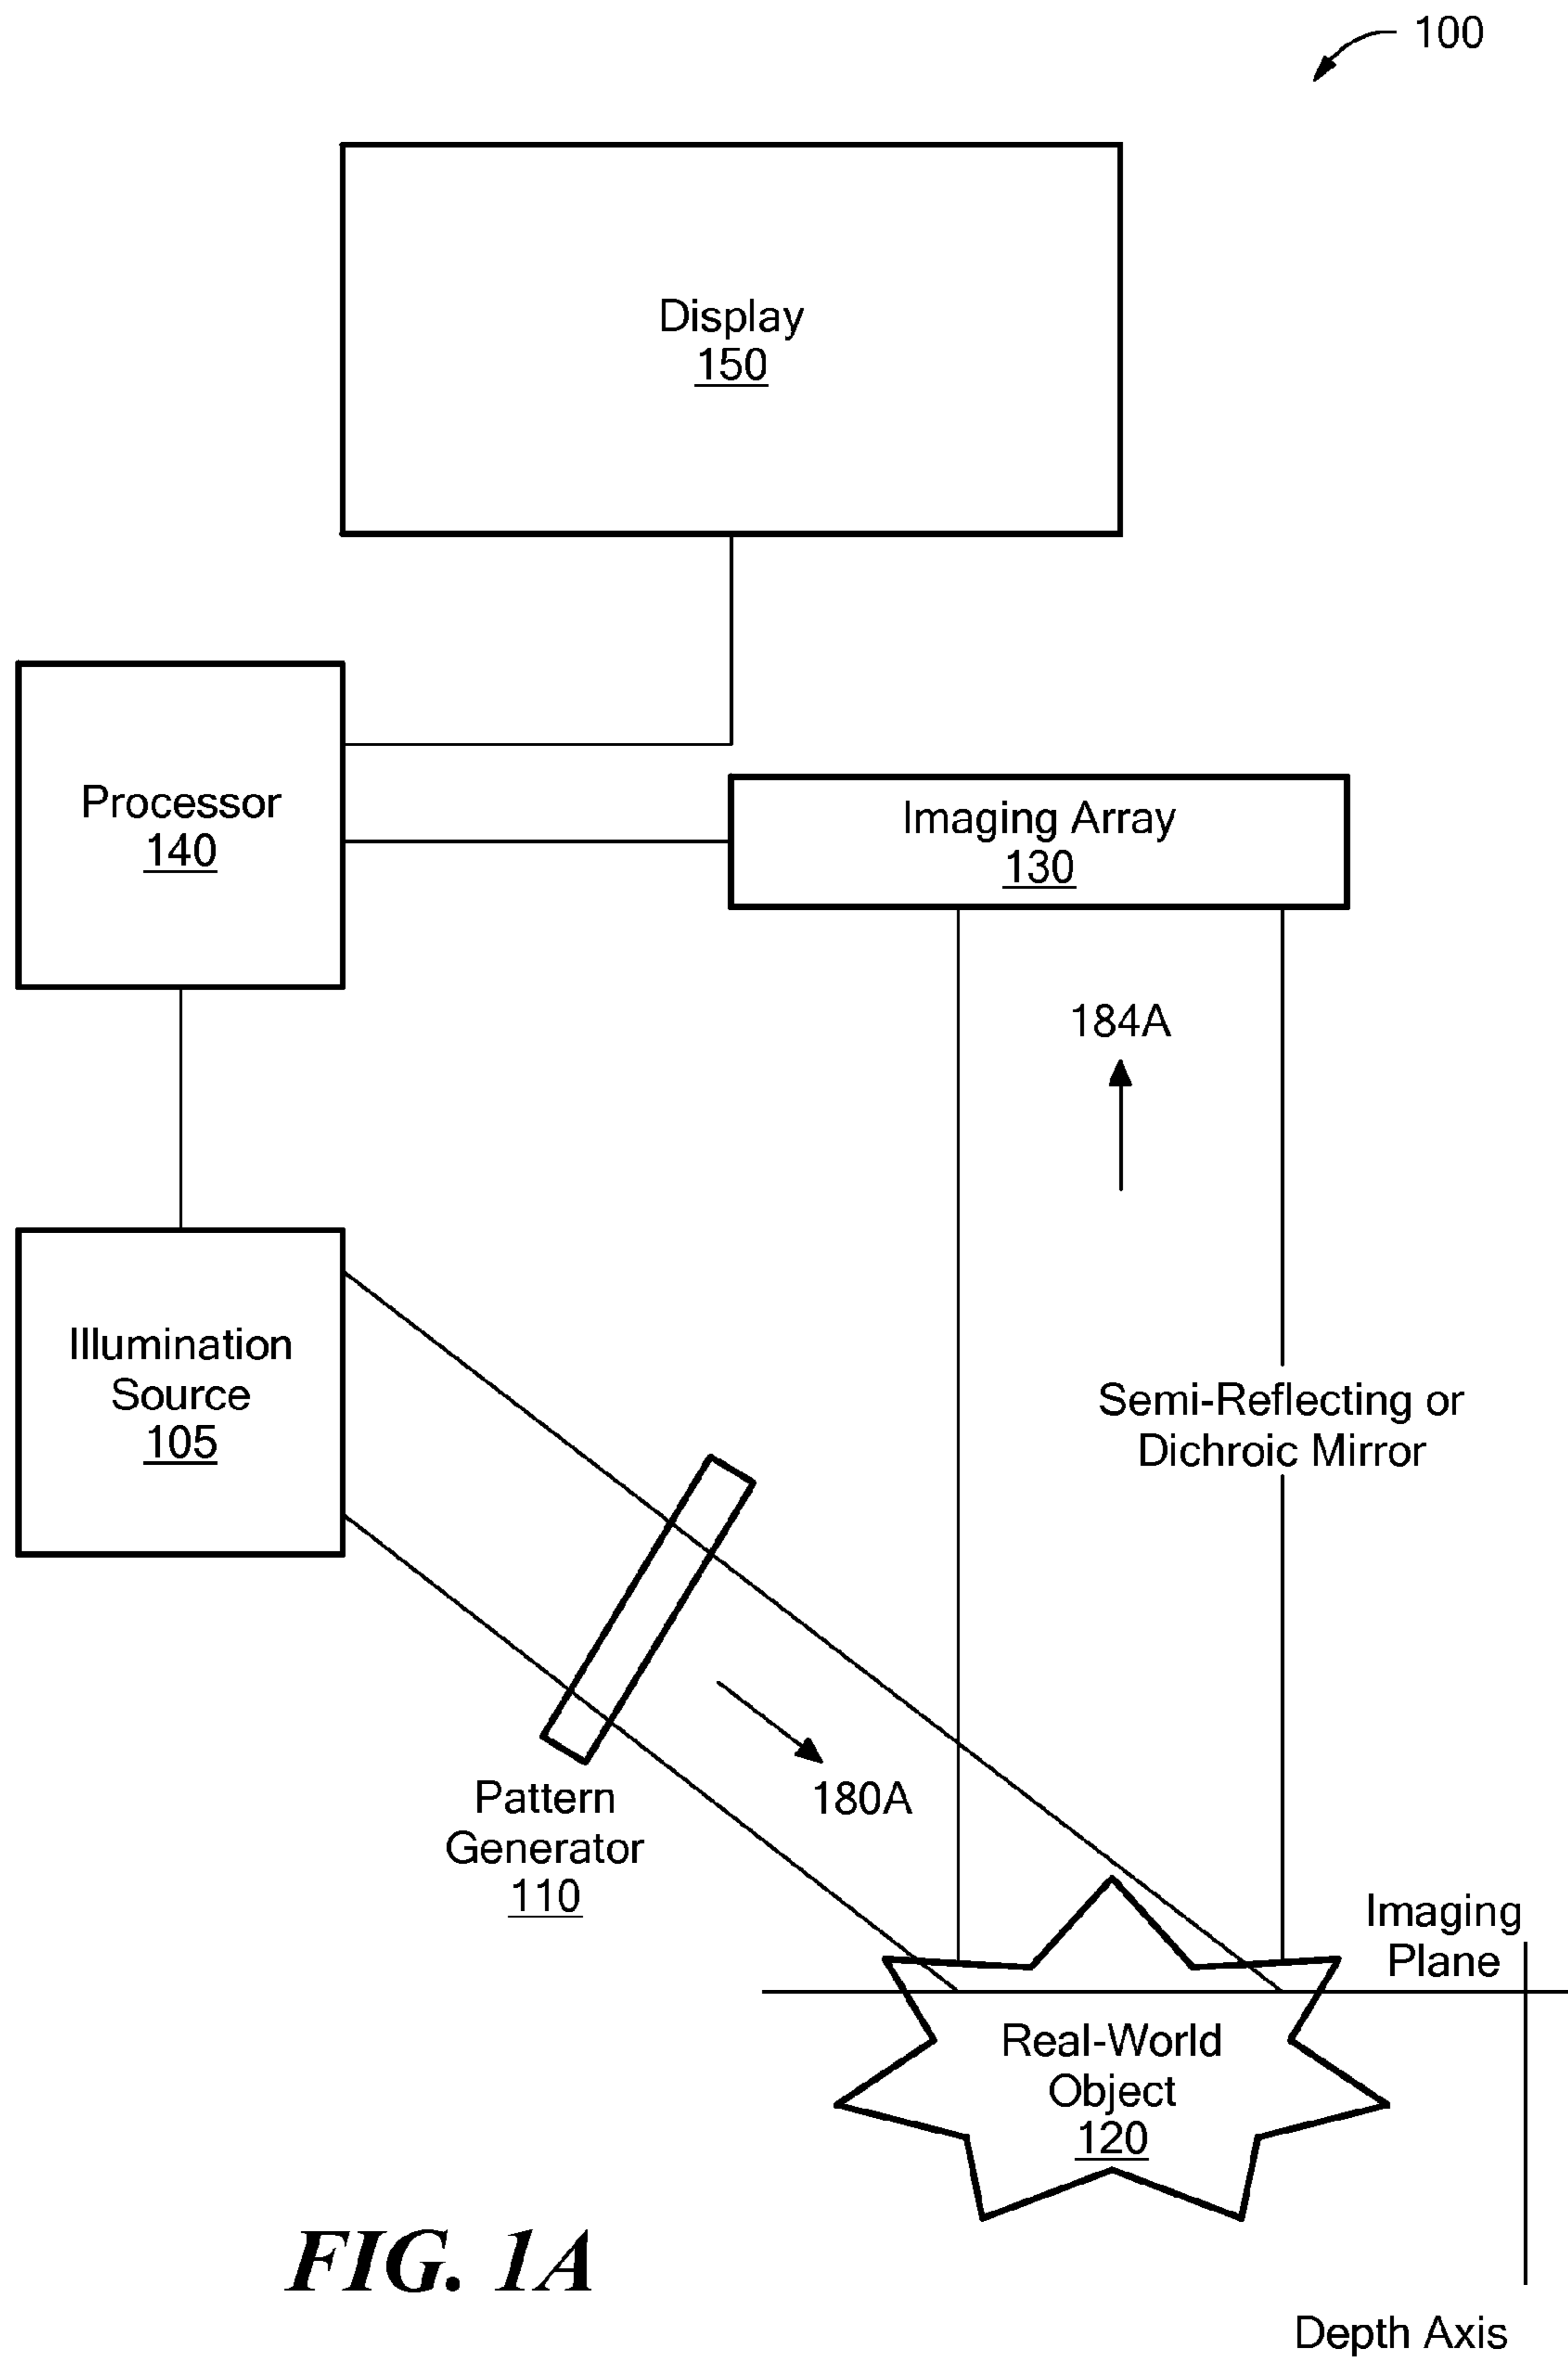 100
Display
150
Processor
140
Imaging Array
130
184A
Illumination
Source
105
Semi-Reflecting or
Dichroic Mirror
180A
Pattern
Generator
110
Imaging
Plane
Real-World
Object
120
FIG. 1A
Depth Axis